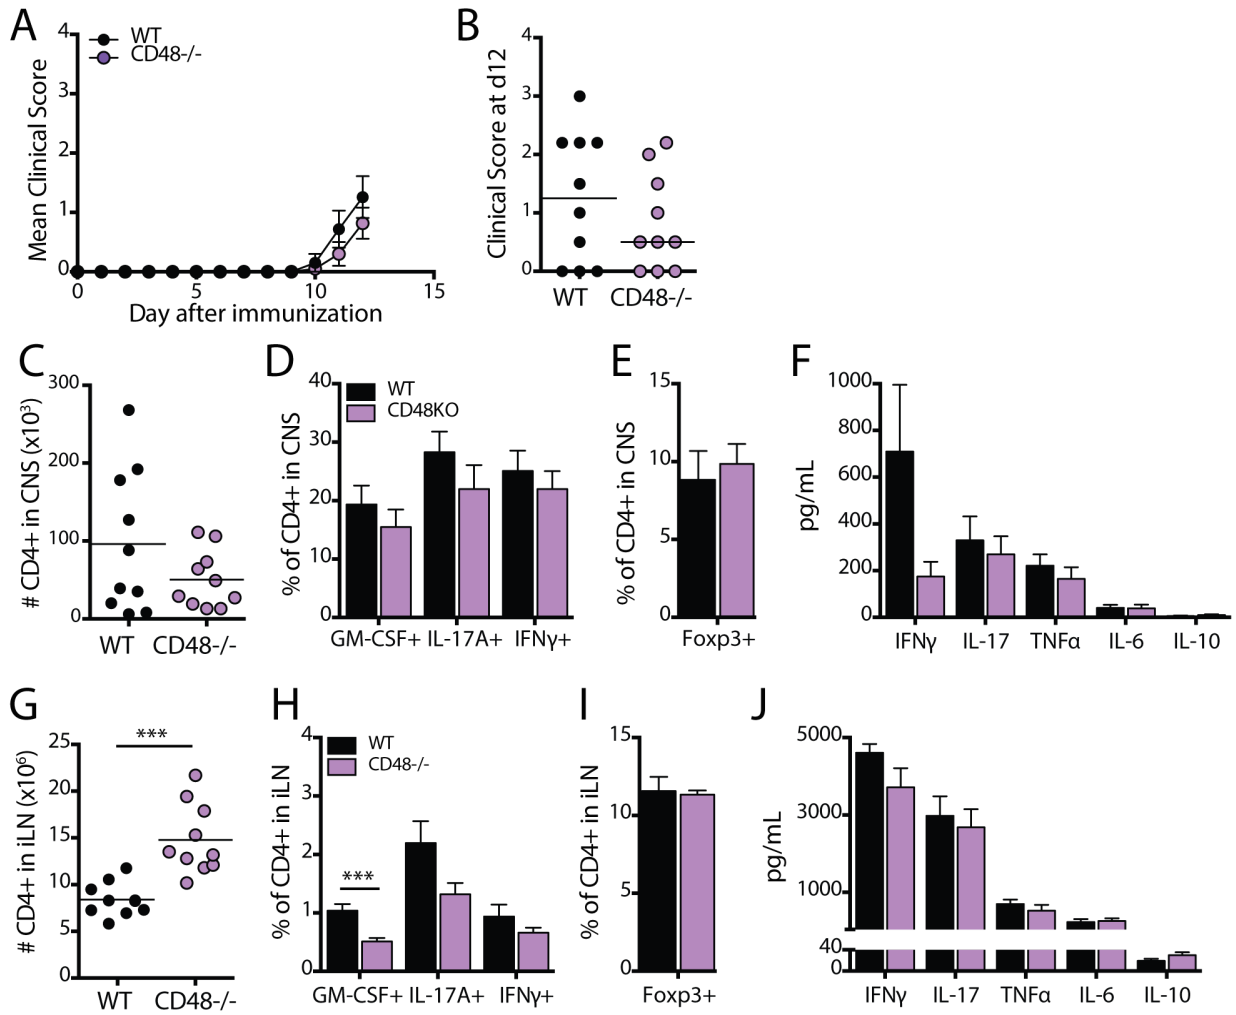 A
Mean Clinical Score
4
3
2
1
0
WT
CD48-/-
0
5
10
15
Day after immunization
B
Clinical Score at d12
4
3
2
1
0
WT
CD48-/-
C
# CD4+ in CNS (x10³)
300
200
100
0
WT
CD48-/-
D
% of CD4+ in CNS
40
30
20
10
0
WT
CD48KO
GM-CSF+
IL-17A+
IFNγ+
E
% of CD4+ in CNS
15
10
5
0
Foxp3+
F
pg/mL
1000
800
600
400
200
0
IFNγ
IL-17
TNFα
IL-6
IL-10
G
# CD4+ in iLN (x10⁶)
25
20
15
10
5
0
***
WT
CD48-/-
H
% of CD4+ in iLN
4
3
2
1
0
WT
CD48-/-
***
GM-CSF+
IL-17A+
IFNγ+
I
% of CD4+ in iLN
15
10
5
0
Foxp3+
J
pg/mL
5000
3000
1000
40
0
IFNγ
IL-17
TNFα
IL-6
IL-10